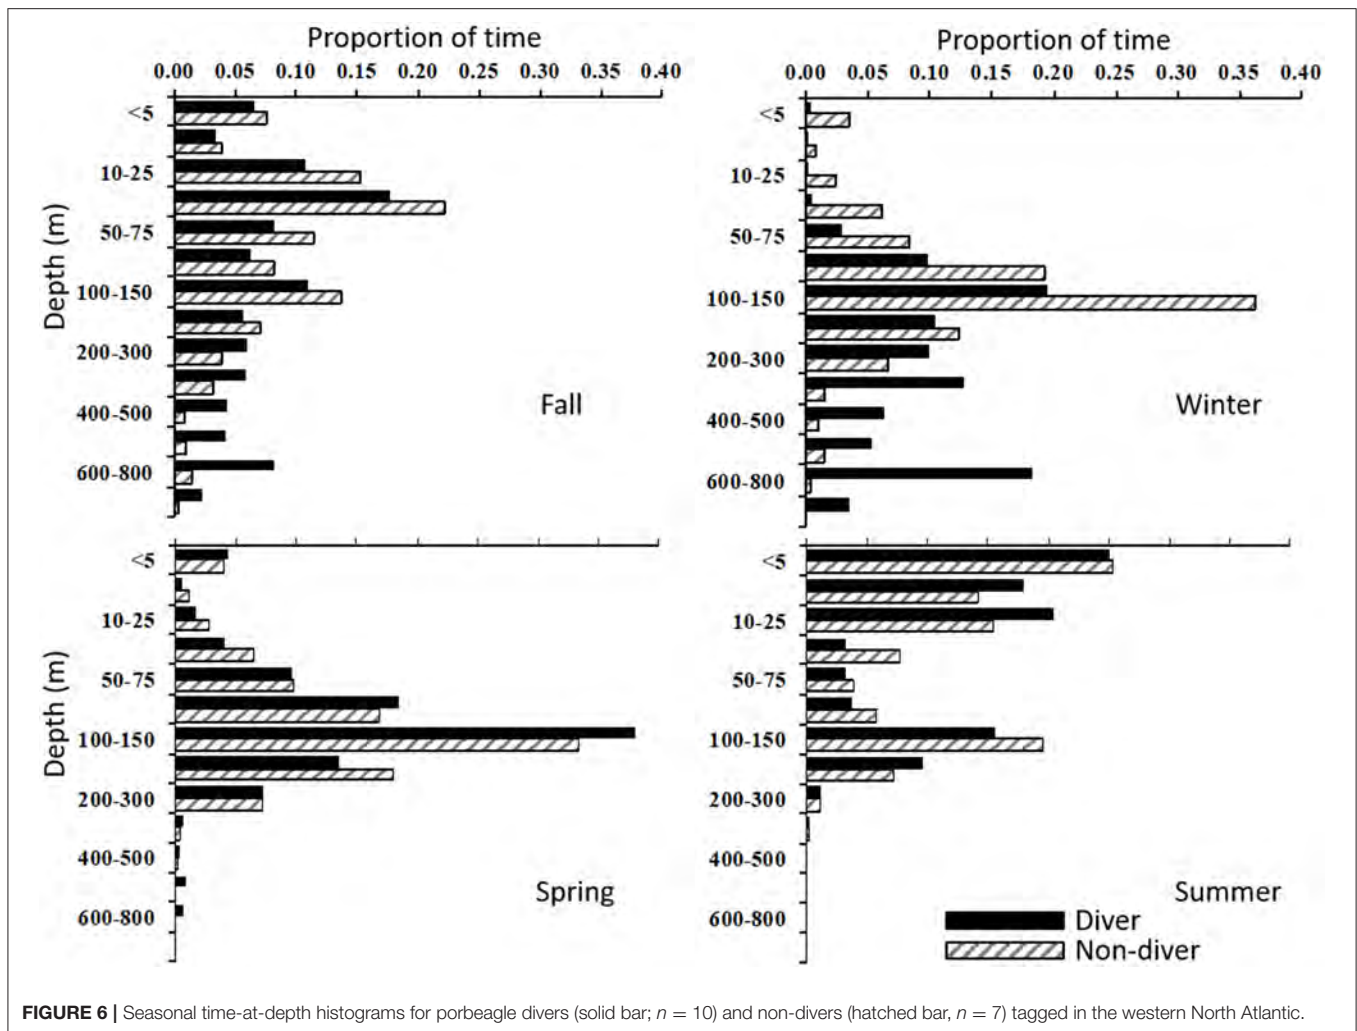 Proportion of time
0.00 0.05 0.10 0.15 0.20 0.25 0.30 0.35 0.40
Depth (m)
<5
10-25
50-75
100-150
200-300
400-500
600-800
Fall
Proportion of time
0.00 0.05 0.10 0.15 0.20 0.25 0.30 0.35 0.40
<5
10-25
50-75
100-150
200-300
400-500
600-800
Winter
Depth (m)
<5
10-25
50-75
100-150
200-300
400-500
600-800
Spring
<5
10-25
50-75
100-150
200-300
400-500
600-800
Summer
Diver
Non-diver
FIGURE 6 | Seasonal time-at-depth histograms for porbeagle divers (solid bar; n = 10) and non-divers (hatched bar, n = 7) tagged in the western North Atlantic.